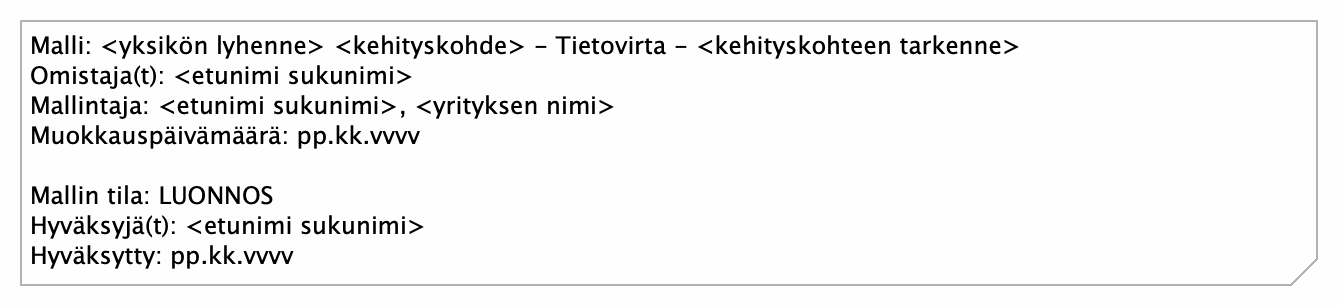 Malli: <yksikön lyhenne> <kehityskohde> – Tietovirta – <kehityskohteen tarkenne>
Omistaja(t): <etunimi sukunimi>
Mallintaja: <etunimi sukunimi>, <yrityksen nimi>
Muokkauspäivämäärä: pp.kk.vvvv

Mallin tila: LUONNOS
Hyväksyjä(t): <etunimi sukunimi>
Hyväksytty: pp.kk.vvvv